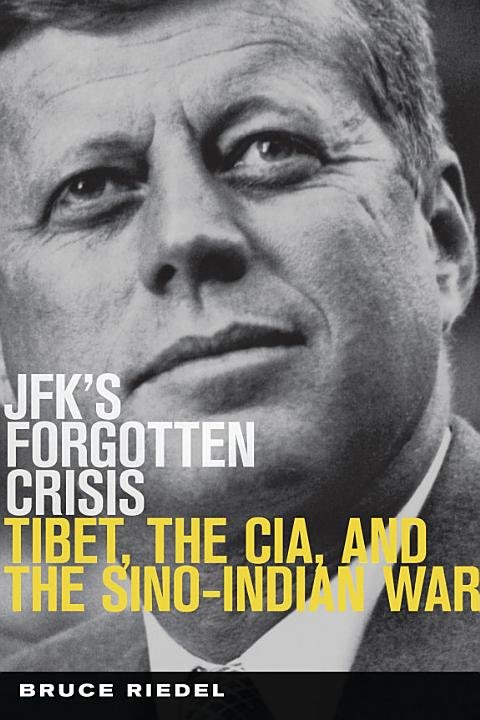 JFK'S
FORGOTTEN
CRISIS
TIBET, THE CIA, AND
THE SINO-INDIAN WAR
BRUCE RIEDEL